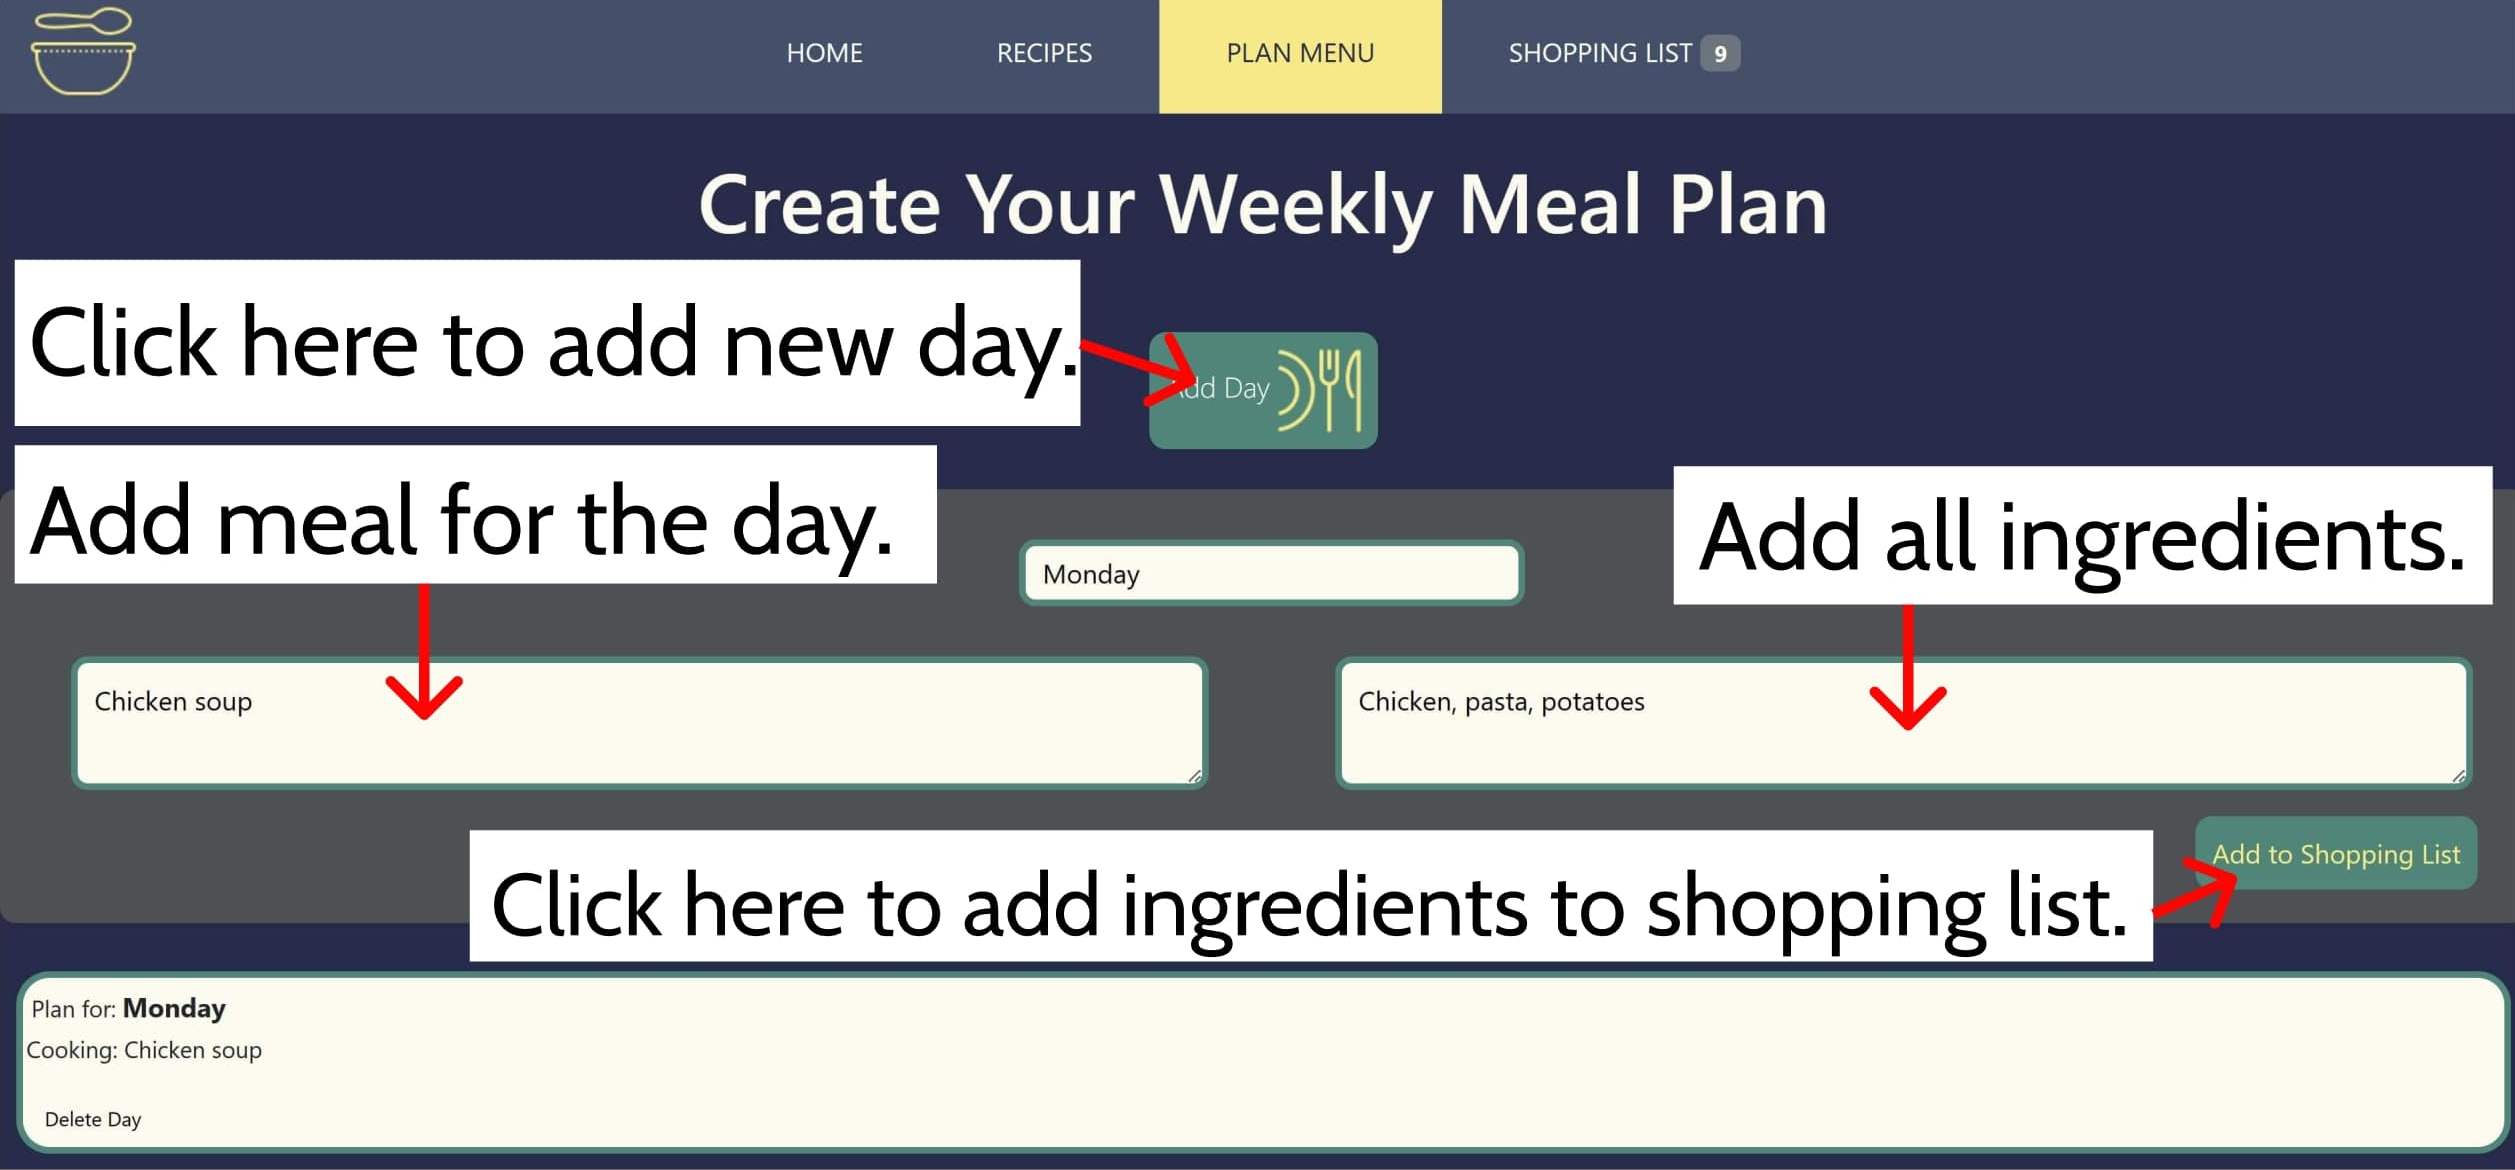 HOME RECIPES PLAN MENU SHOPPING LIST 9
Create Your Weekly Meal Plan
Click here to add new day.
Day
Add meal for the day.
Add all ingredients.
Monday
Chicken soup
Chicken, pasta, potatoes
Add to Shopping List
Click here to add ingredients to shopping list.
Plan for: Monday
Cooking: Chicken soup
Delete Day